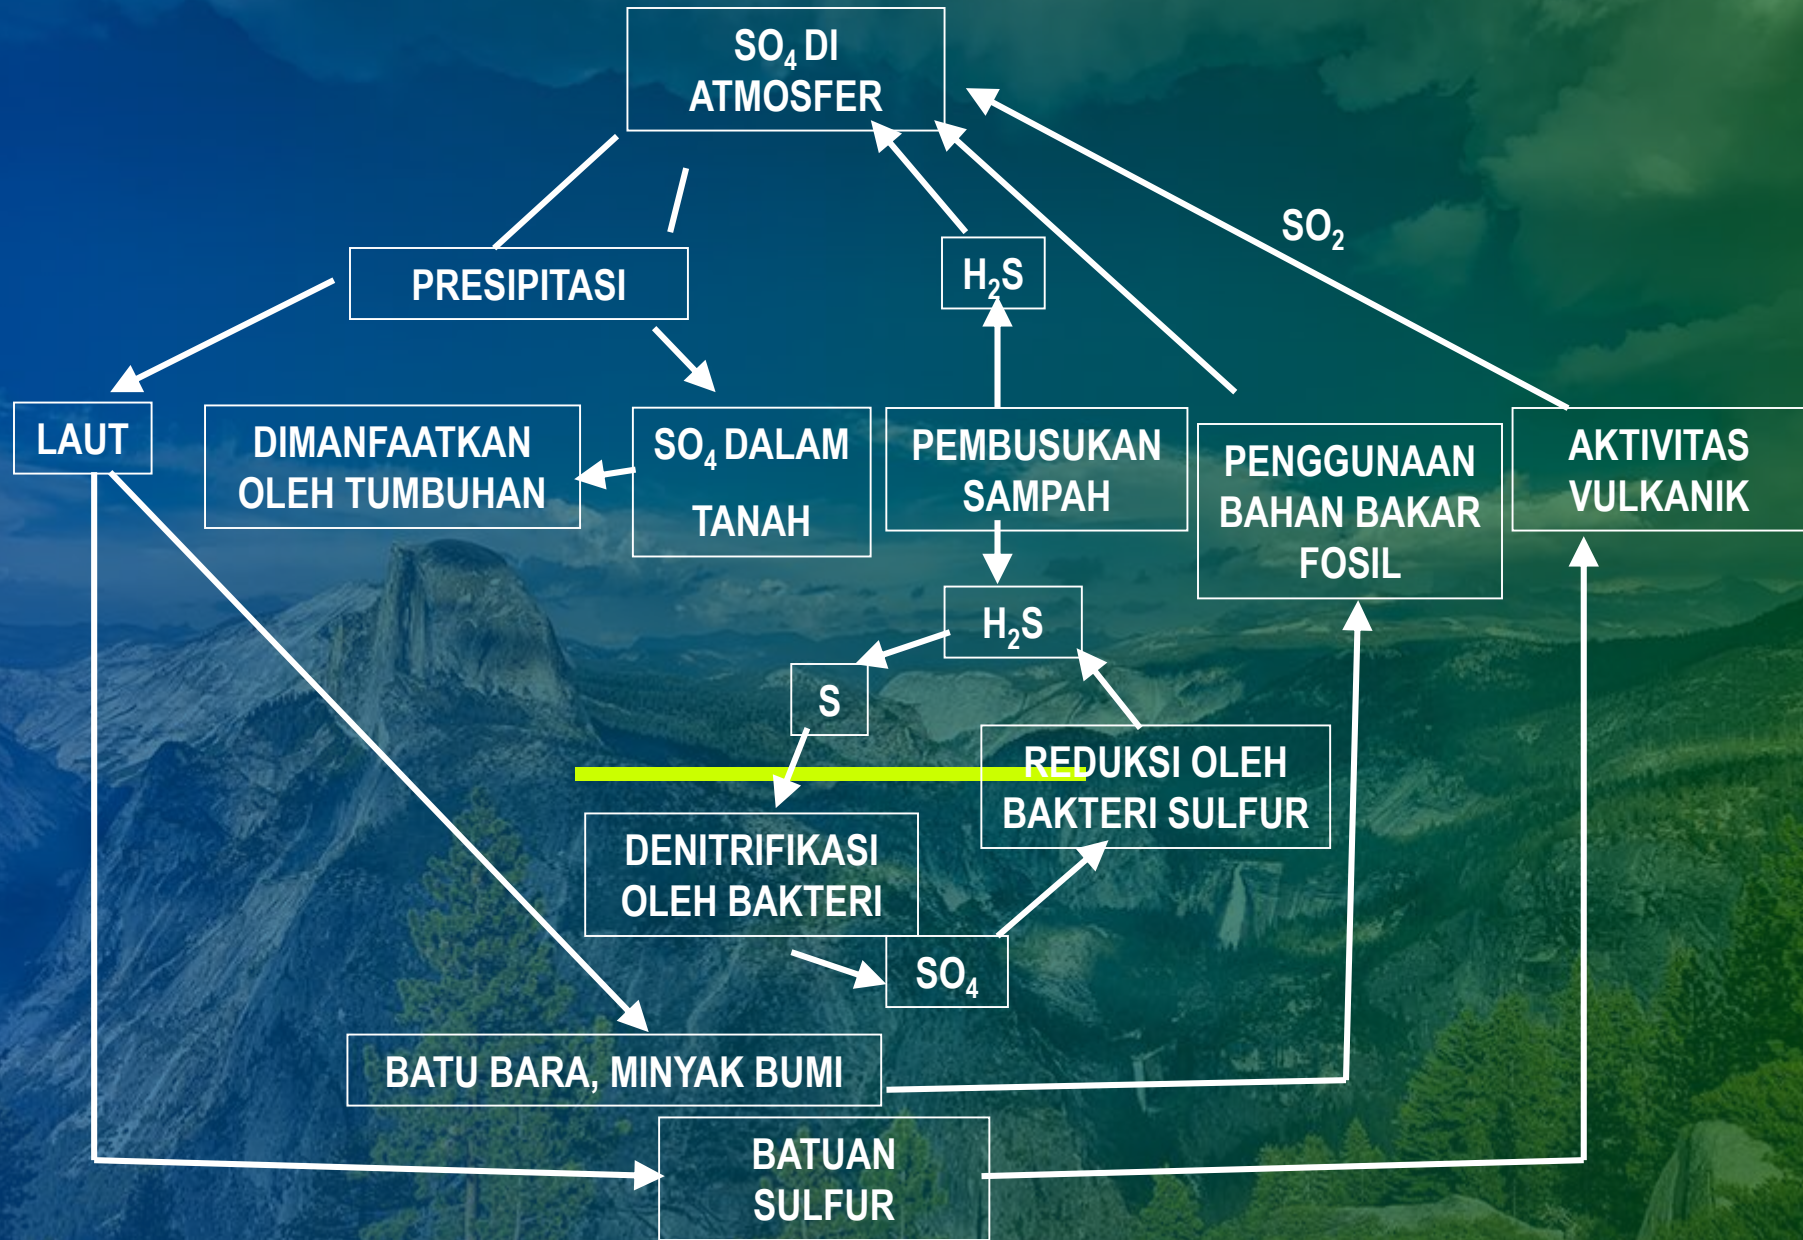 SO₄ DI
ATMOSFER
SO₂
PRESIPITASI
H₂S
LAUT
DIMANFAATKAN
OLEH TUMBUHAN
SO₄ DALAM
TANAH
PEMBUSUKAN
SAMPAH
PENGGUNAAN
BAHAN BAKAR
FOSIL
AKTIVITAS
VULKANIK
H₂S
S
REDUKSI OLEH
BAKTERI SULFUR
DENITRIFIKASI
OLEH BAKTERI
SO₄
BATU BARA, MINYAK BUMI
BATUAN
SULFUR